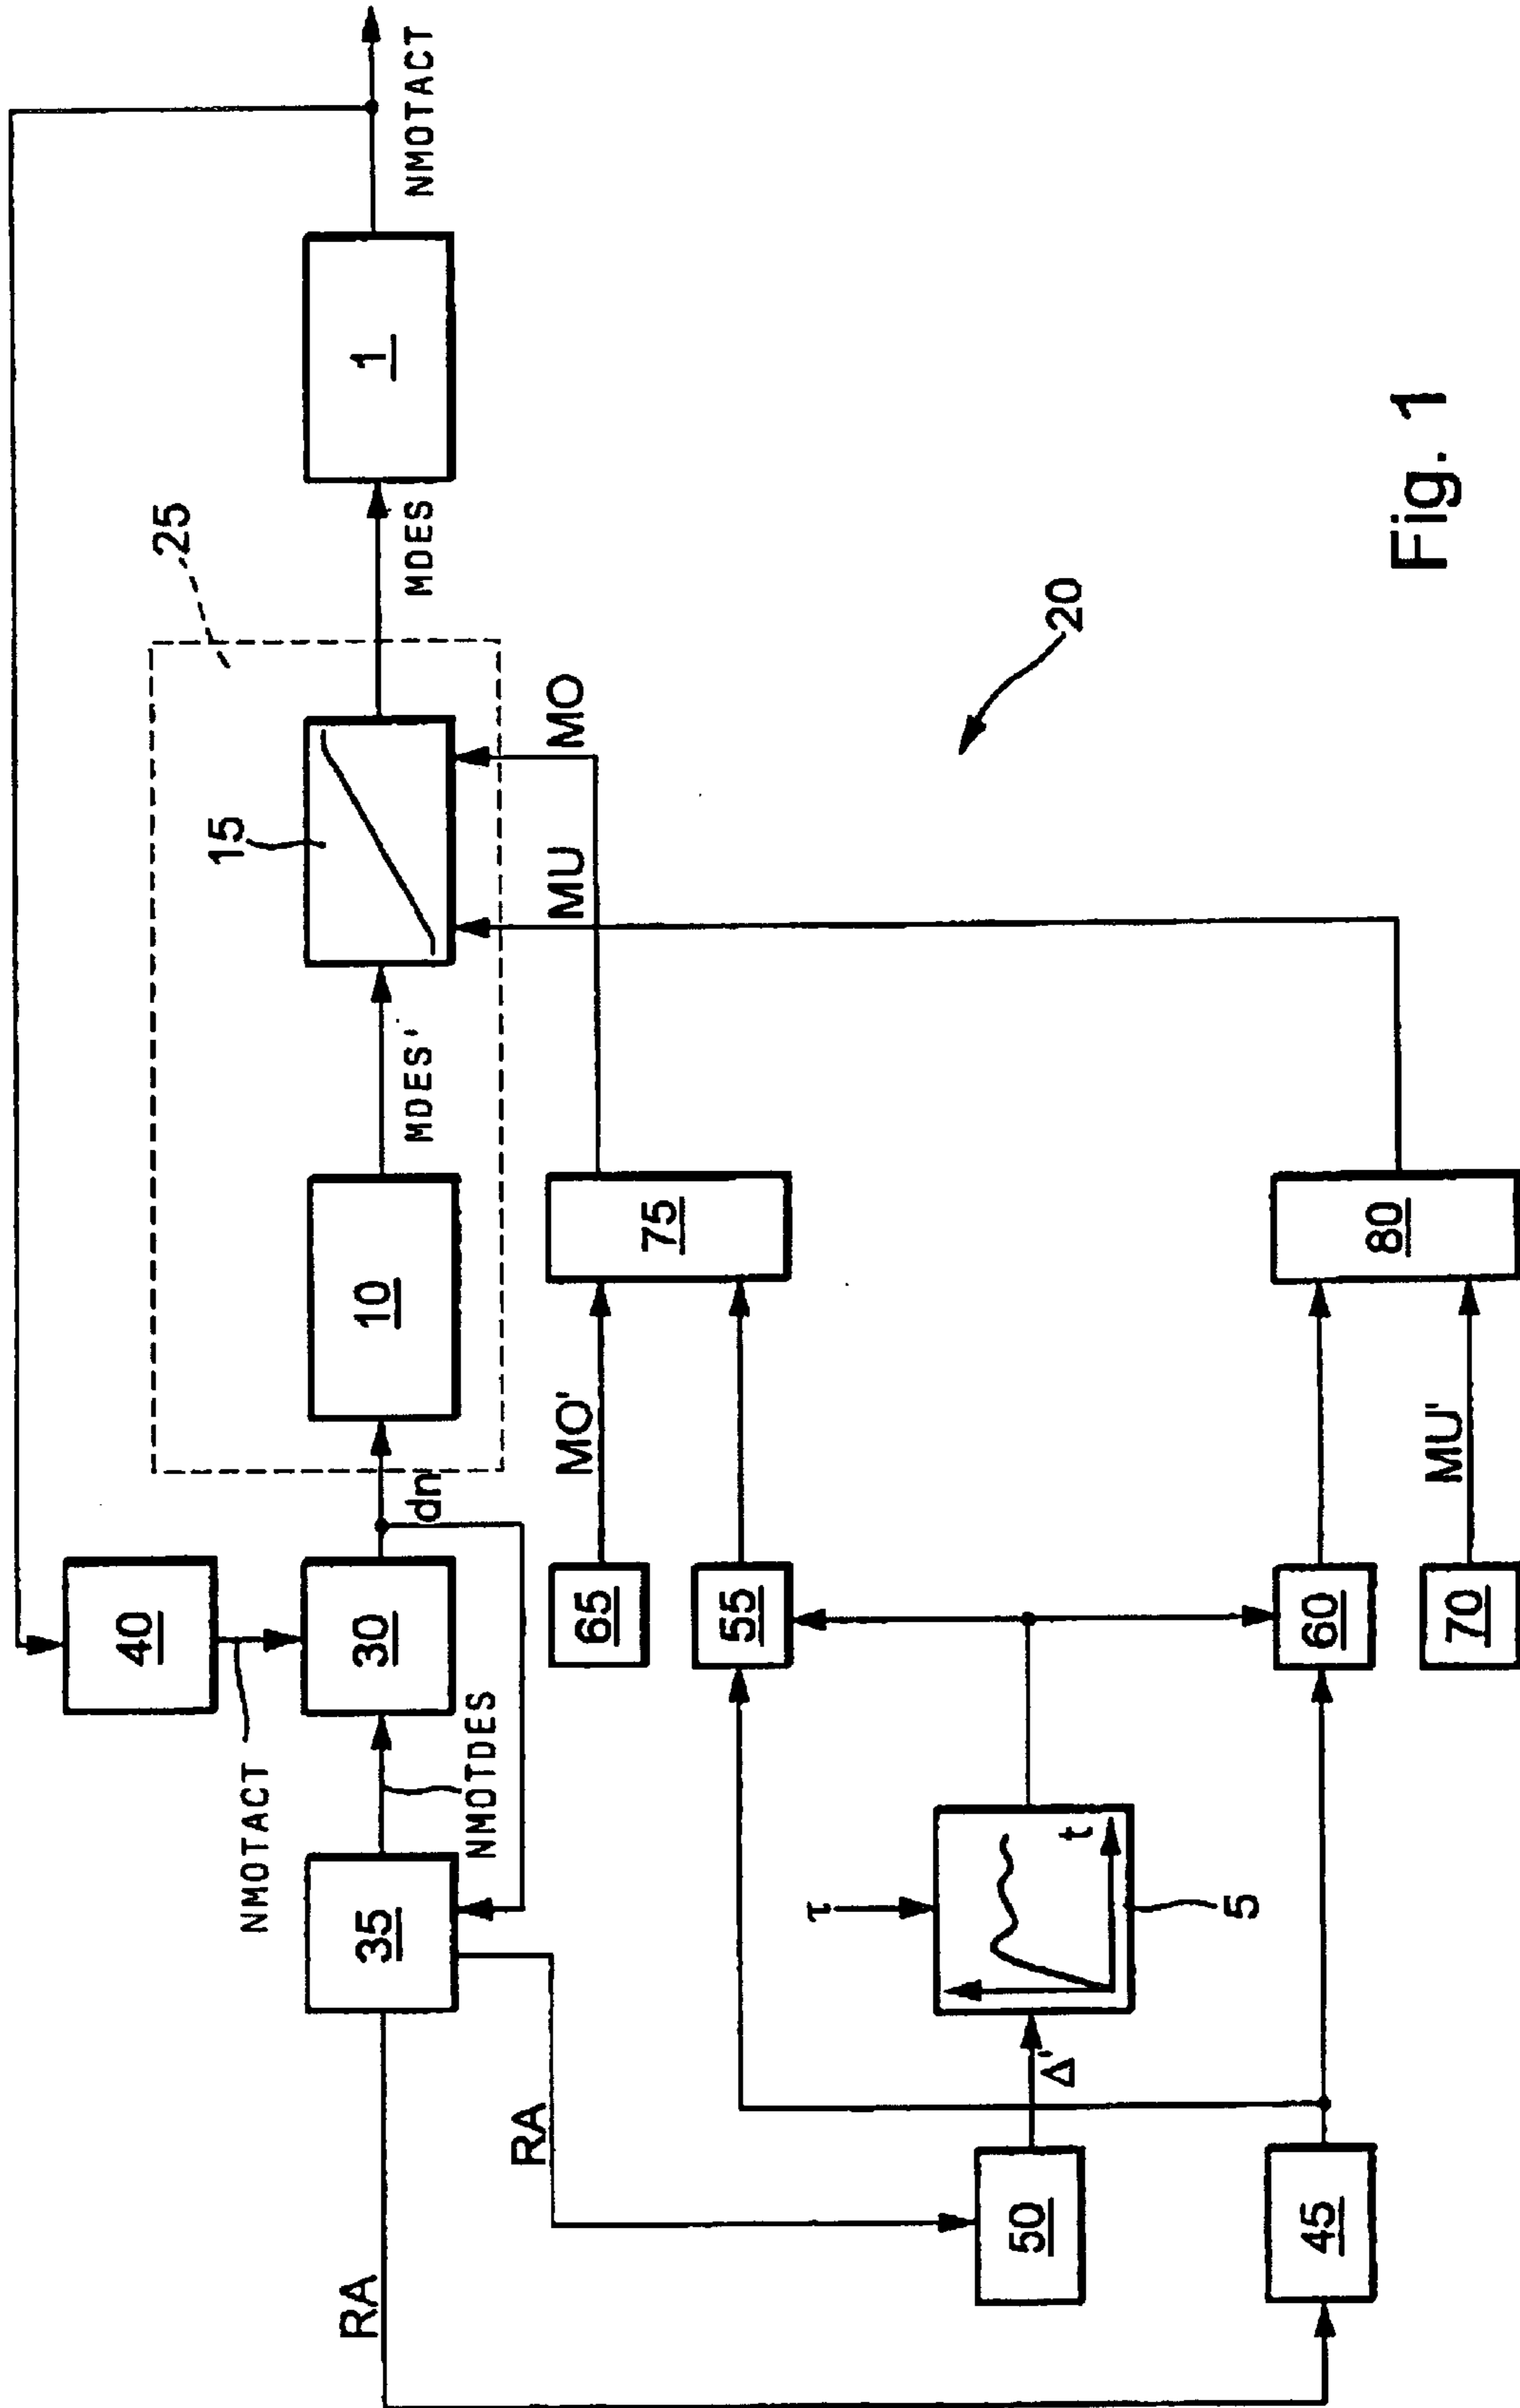 NMOTACT
40
NMOTACT
25
RA
35
NMOTDES
30
dn
10
MDES'
15
MDES
1
RA
65
MO'
75
MU
MO
τ
55
50
Δ'
t
5
20
45
60
80
70
MU'
Fig. 1